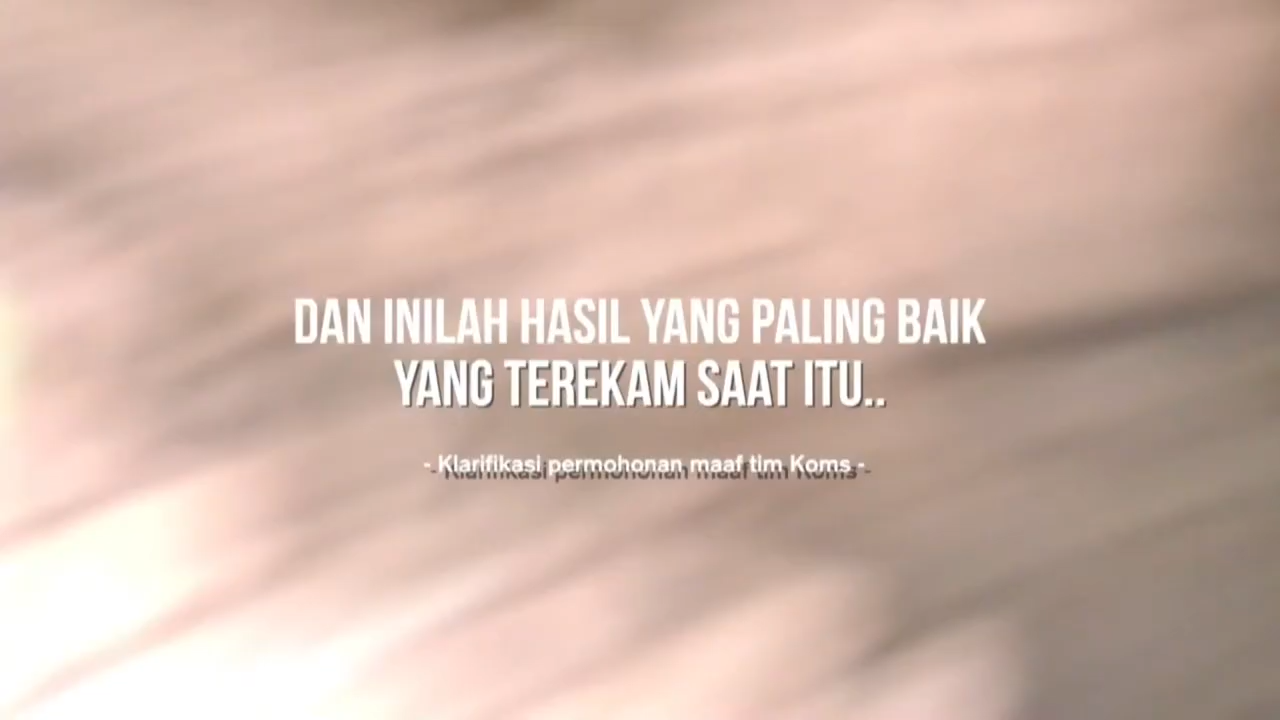 DAN INILAH HASIL YANG PALING BAIK
YANG TEREKAM SAAT ITU..
- Klarifikasi permohonan maaf tim Koms -